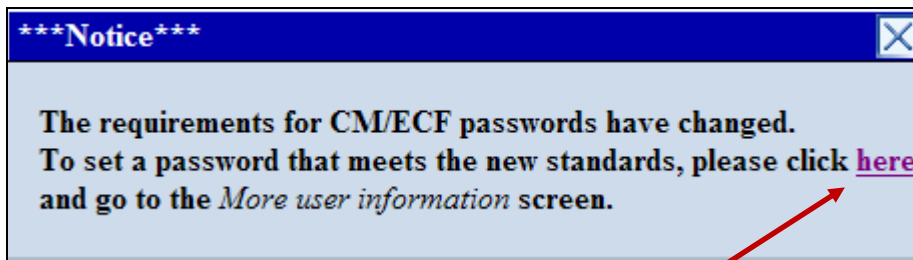 ***Notice***
The requirements for CM/ECF passwords have changed.
To set a password that meets the new standards, please click here
and go to the More user information screen.